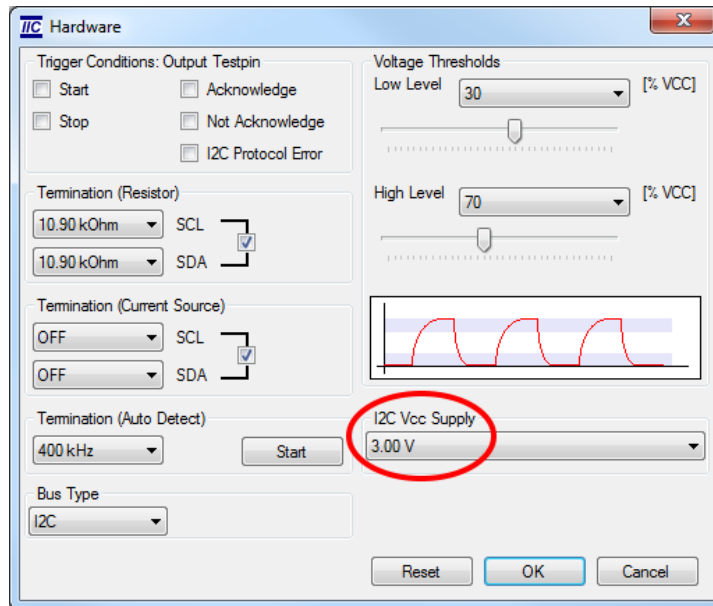 IIC Hardware
Trigger Conditions: Output Testpin
Start
Acknowledge
Stop
Not Acknowledge
I2C Protocol Error
Termination (Resistor)
10.90 kOhm SCL
10.90 kOhm SDA
Termination (Current Source)
OFF SCL
OFF SDA
Termination (Auto Detect)
400 kHz Start
Bus Type
I2C
Voltage Thresholds
Low Level 30 [% VCC]
High Level 70 [% VCC]
I2C Vcc Supply
3.00 V
Reset OK Cancel